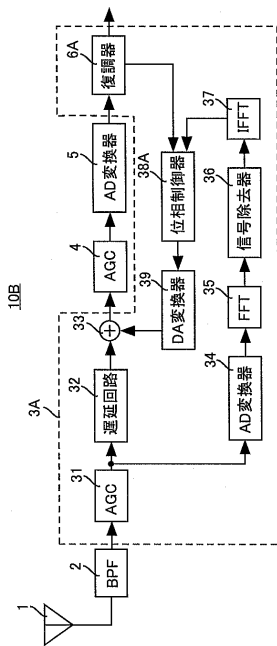 10B
3A
1
2
BPF
31
AGC
32
遅延回路
33
4
AGC
5
AD変換器
6A
復調器
39
DA変換器
38A
位相制御器
34
AD変換器
35
FFT
36
信号除去器
37
IFFT